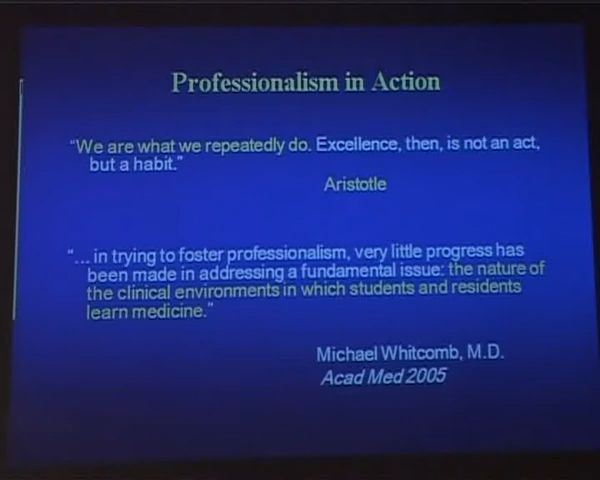 Professionalism in Action
“We are what we repeatedly do. Excellence, then, is not an act,
but a habit.”
Aristotle
“... in trying to foster professionalism, very little progress has
been made in addressing a fundamental issue: the nature of
the clinical environments in which students and residents
learn medicine.”
Michael Whitcomb, M.D.
Acad Med 2005